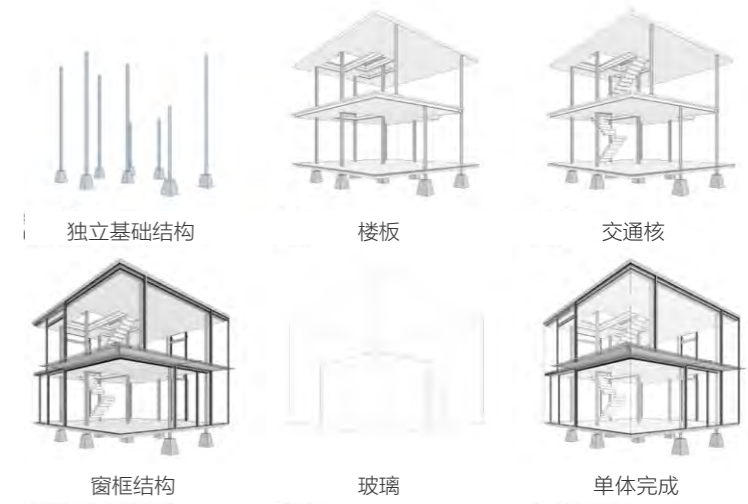 独立基础结构
楼板
交通核
窗框结构
玻璃
单体完成